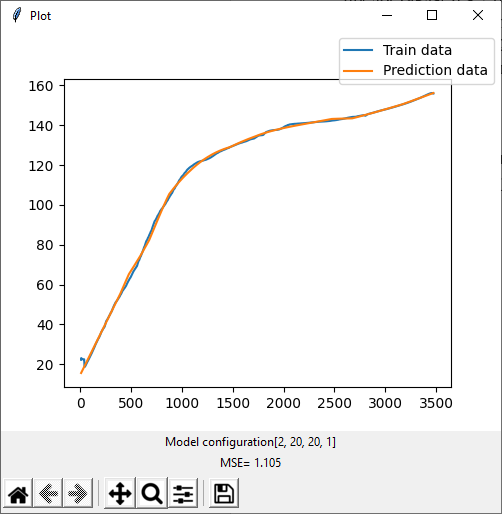 Plot
Train data
Prediction data
160
140
120
100
80
60
40
20
0 500 1000 1500 2000 2500 3000 3500
Model configuration[2, 20, 20, 1]
MSE= 1.105